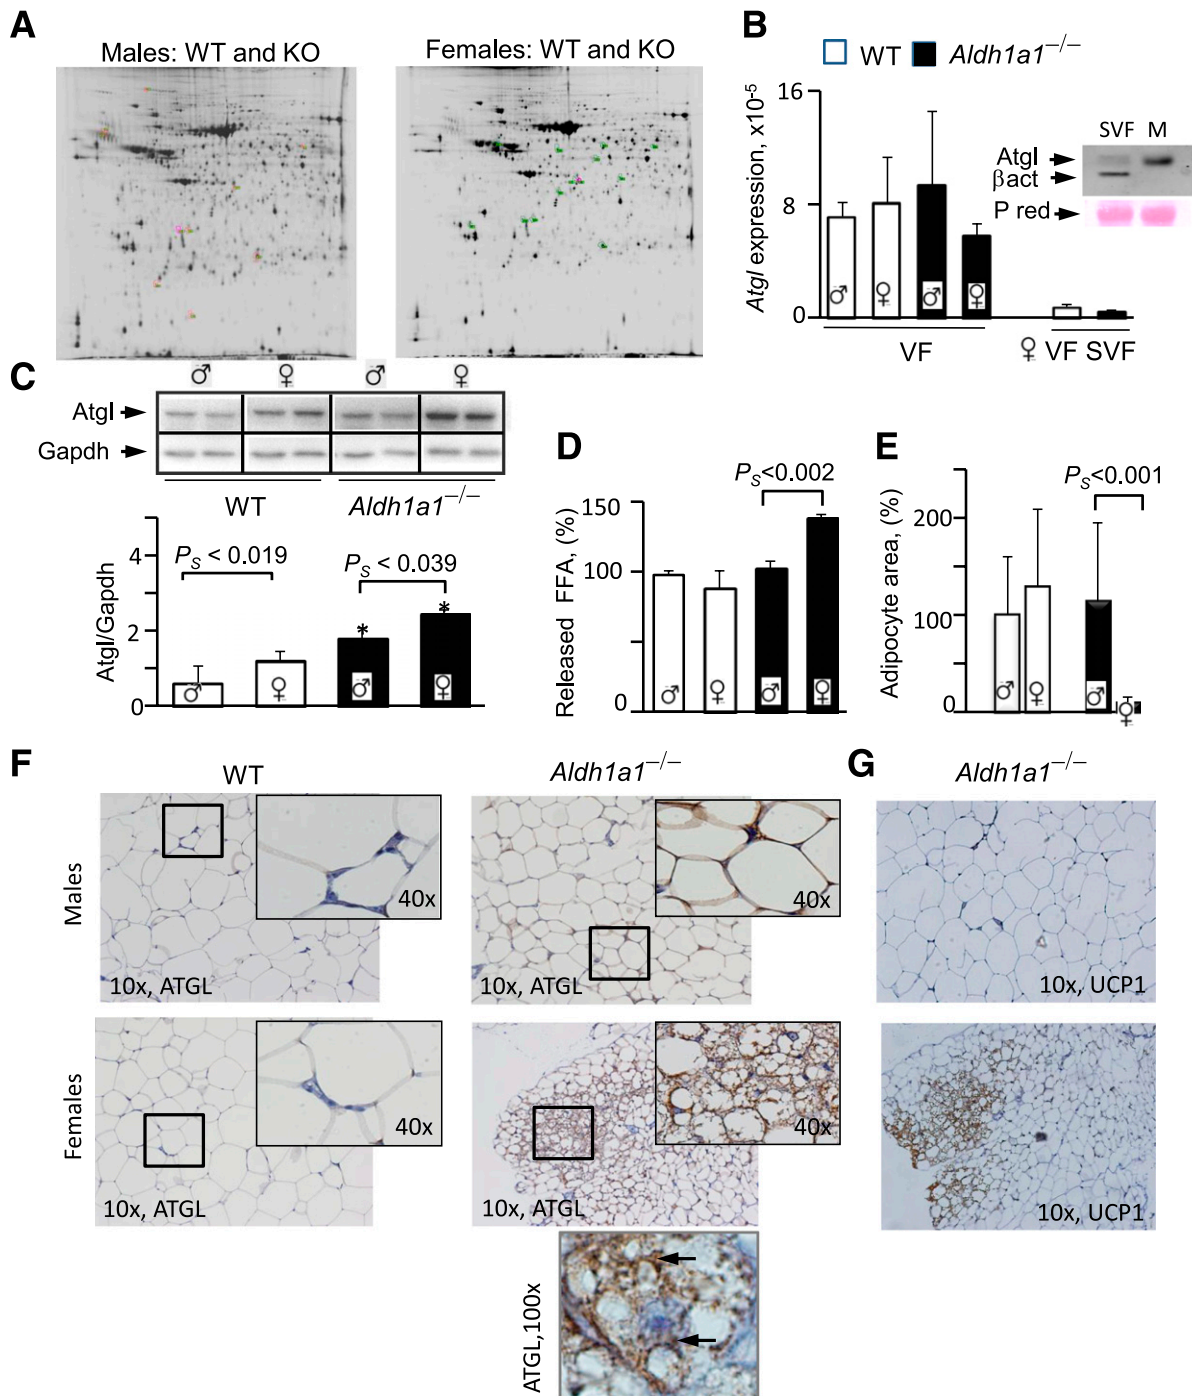 A
Males: WT and KO
Females: WT and KO
B
WT
Aldh1a1−/−
Atgl expression, x10-5
16
8
0
♂
♀
♂
♀
VF
♀ VF SVF
SVF M
Atgl
βact
P red
C
♂ ♀ ♂ ♀
Atgl
Gapdh
WT
Aldh1a1−/−
Atgl/Gapdh
4
2
0
PS < 0.019
PS < 0.039
*
*
♂
♀
♂
♀
D
Released FFA, (%)
150
100
0
PS<0.002
♂
♀
♂
♀
E
Adipocyte area, (%)
200
100
0
PS<0.001
♂
♀
♂
♀
F
WT
Aldh1a1−/−
Males
40x
10x, ATGL
40x
10x, ATGL
Females
40x
10x, ATGL
40x
10x, ATGL
ATGL,100x
G
Aldh1a1−/−
10x, UCP1
10x, UCP1